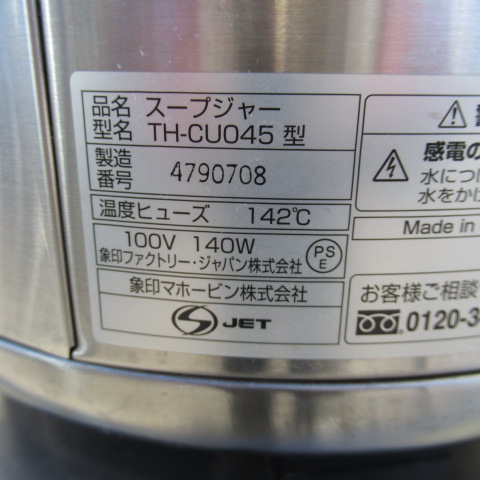 品名 スープジャー
型名 TH-CU045 型
製造番号 4790708
温度ヒューズ 142℃
100V 140W
象印ファクトリー・ジャパン株式会社
PSE
象印マホービン株式会社
S JET
⚠
感電の
水につけ
水をかけ
Made in
お客様ご相談
0120-3